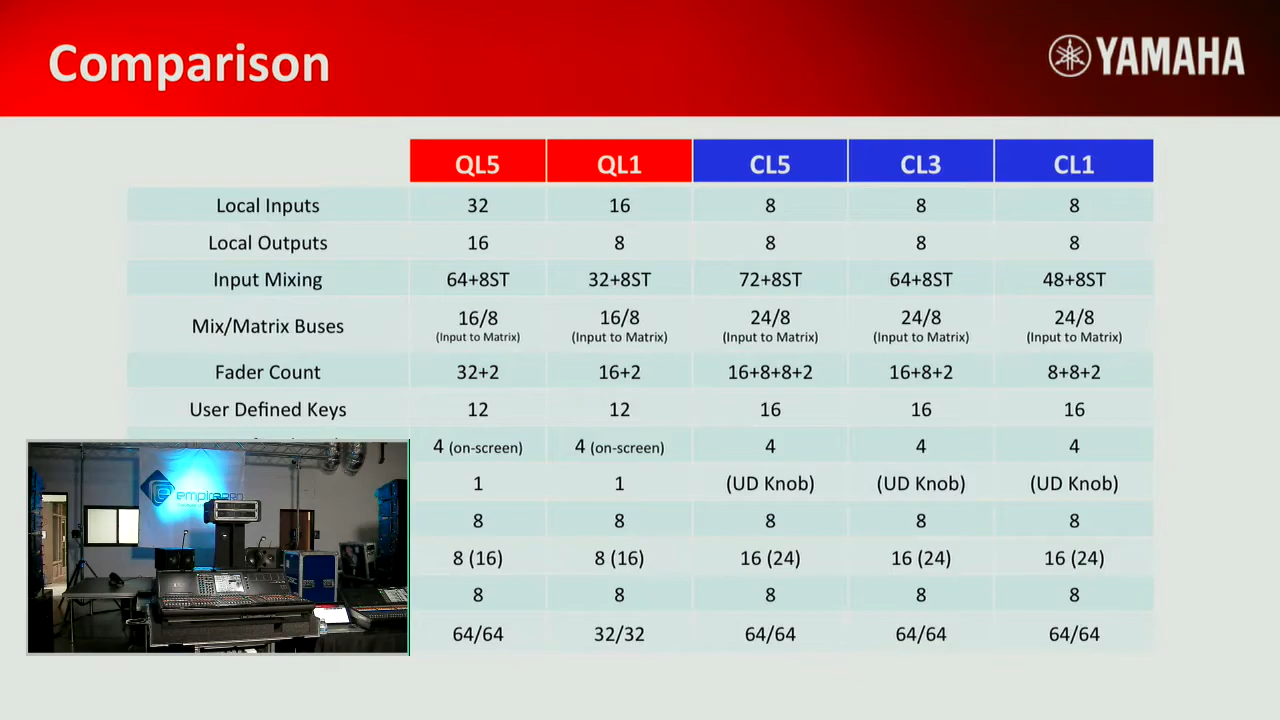 Comparison
YAMAHA
QL5 QL1 CL5 CL3 CL1
Local Inputs 32 16 8 8 8
Local Outputs 16 8 8 8 8
Input Mixing 64+8ST 32+8ST 72+8ST 64+8ST 48+8ST
Mix/Matrix Buses 16/8 16/8 24/8 24/8 24/8
(Input to Matrix) (Input to Matrix) (Input to Matrix) (Input to Matrix) (Input to Matrix)
Fader Count 32+2 16+2 16+8+8+2 16+8+2 8+8+2
User Defined Keys 12 12 16 16 16
4 (on-screen) 4 (on-screen) 4 4 4
1 1 (UD Knob) (UD Knob) (UD Knob)
8 8 8 8 8
8 (16) 8 (16) 16 (24) 16 (24) 16 (24)
8 8 8 8 8
64/64 32/32 64/64 64/64 64/64